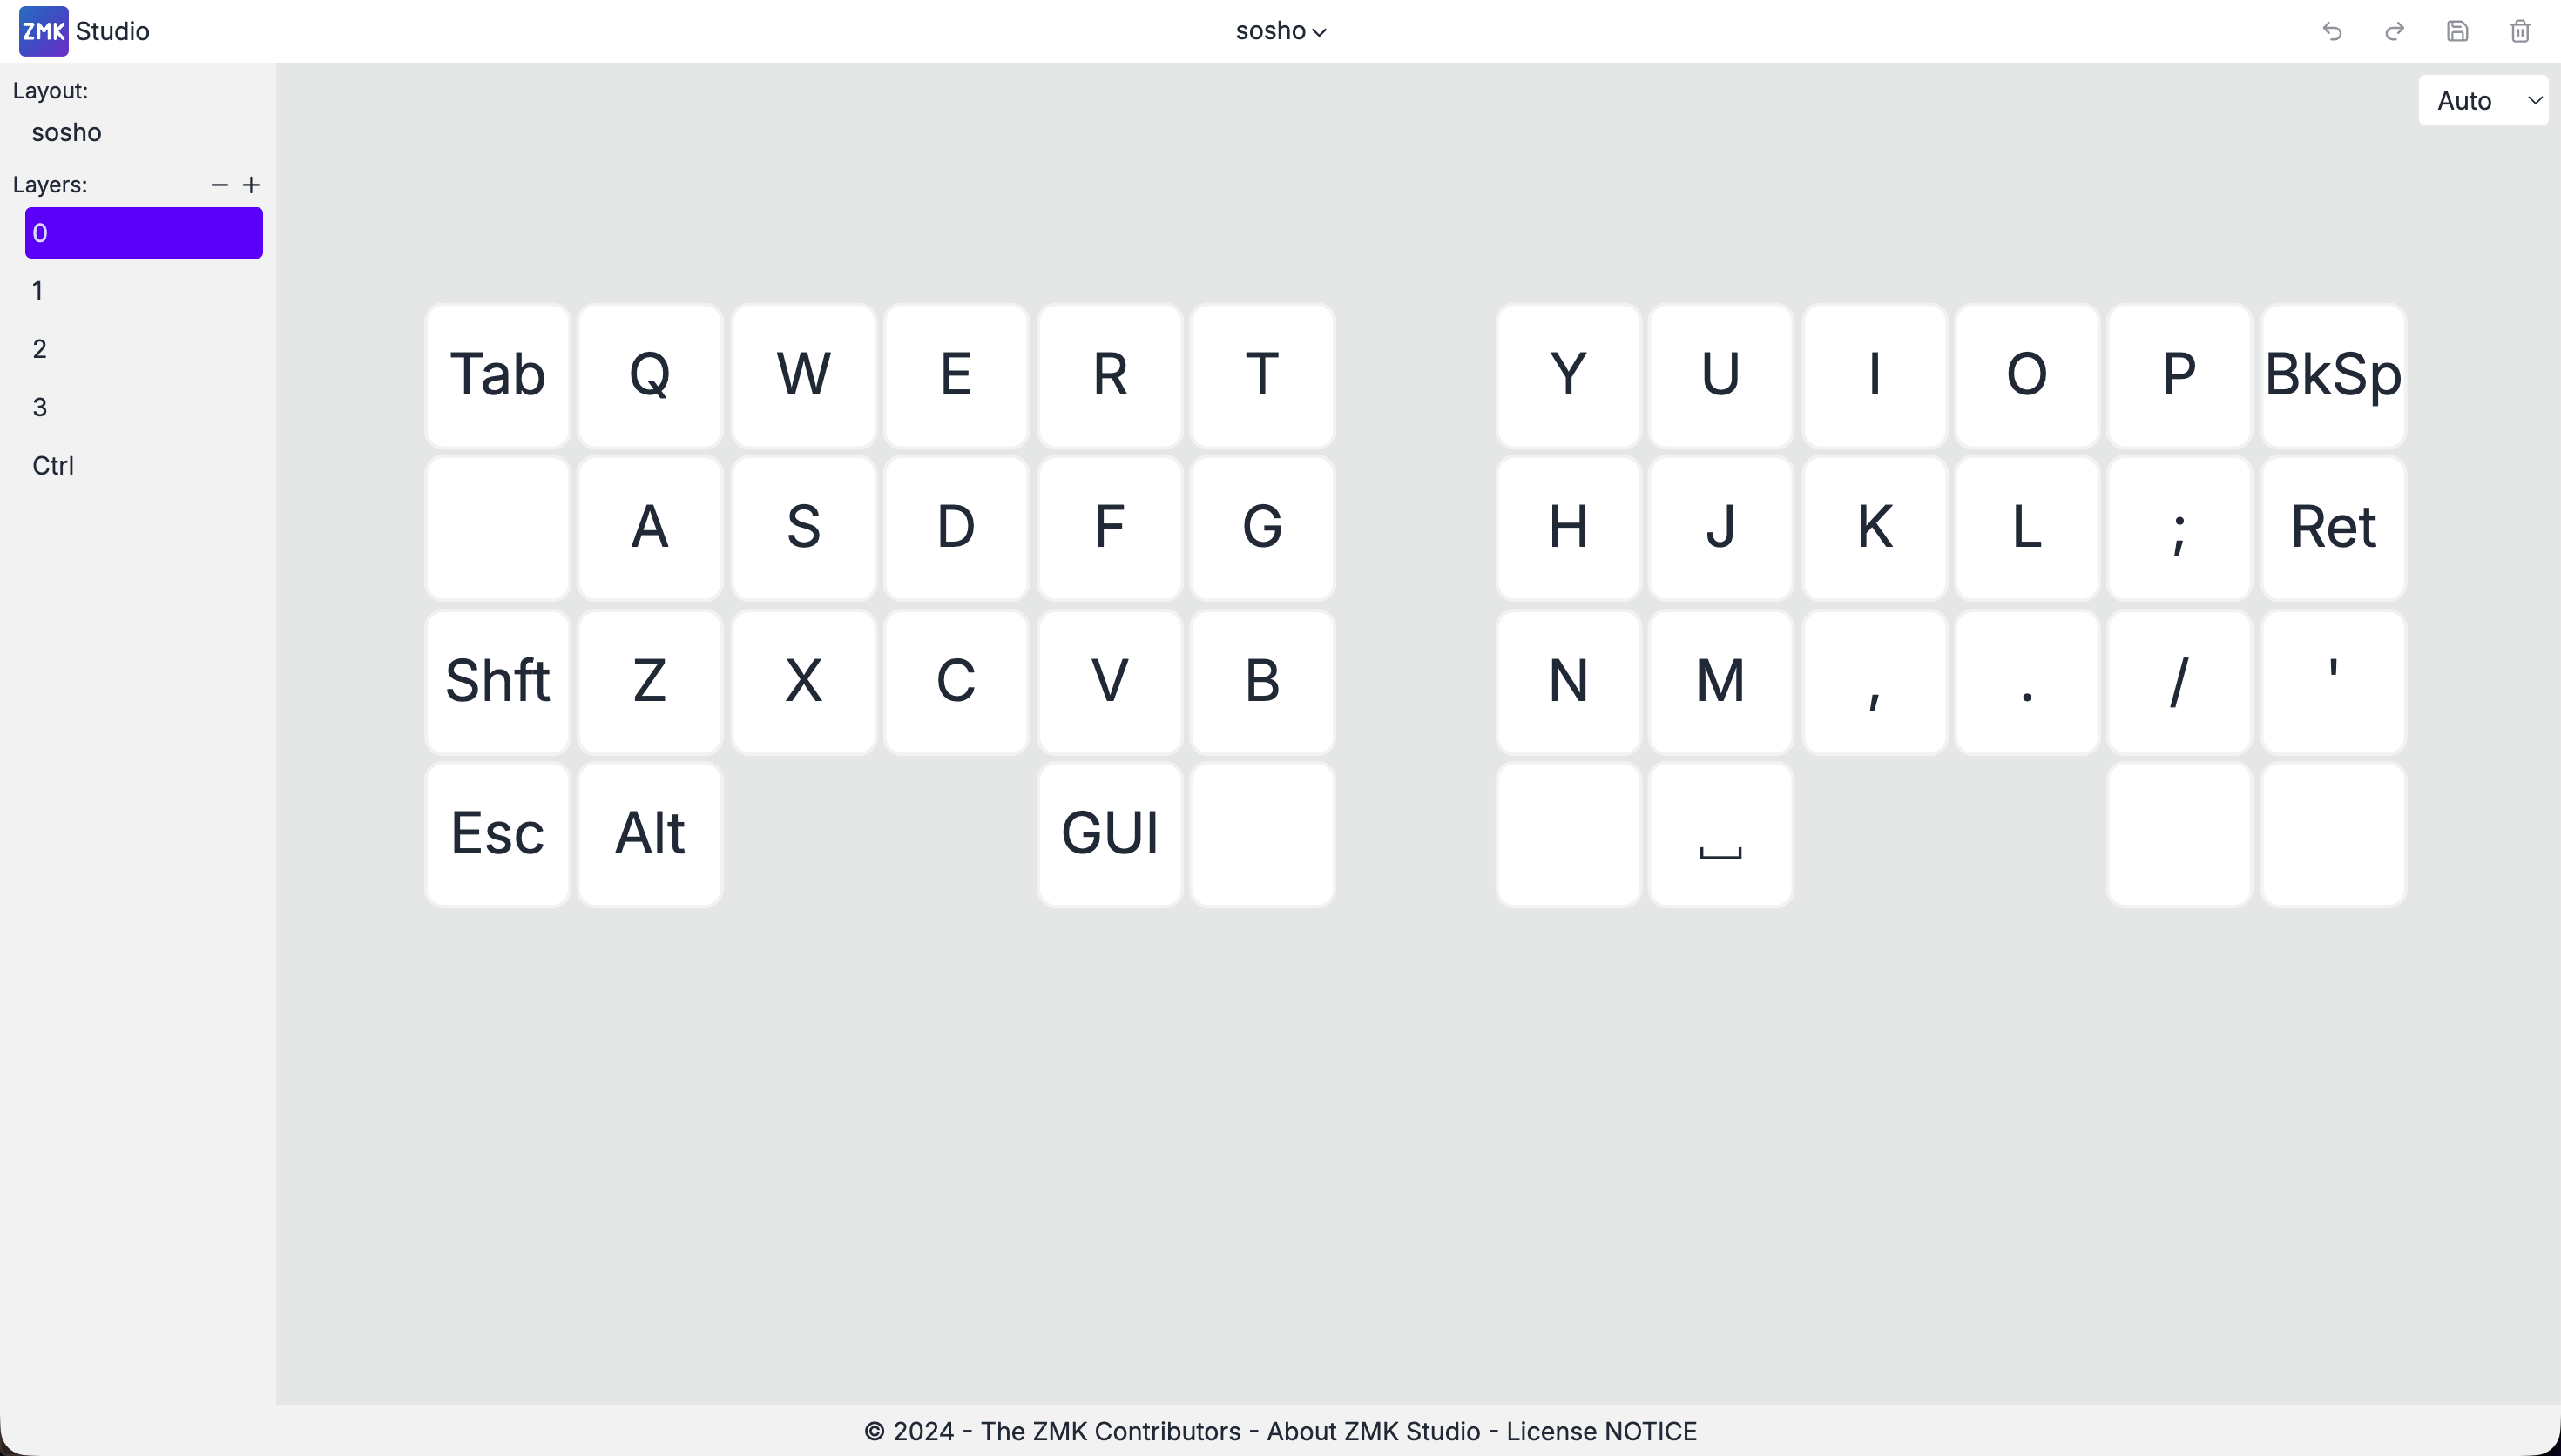 ZMK Studio
sosho
Auto
Layout:
sosho
Layers:
0
1
2
3
Ctrl
Tab Q W E R T Y U I O P BkSp
A S D F G H J K L ; Ret
Shft Z X C V B N M , . / '
Esc Alt GUI ⎵
© 2024 - The ZMK Contributors - About ZMK Studio - License NOTICE